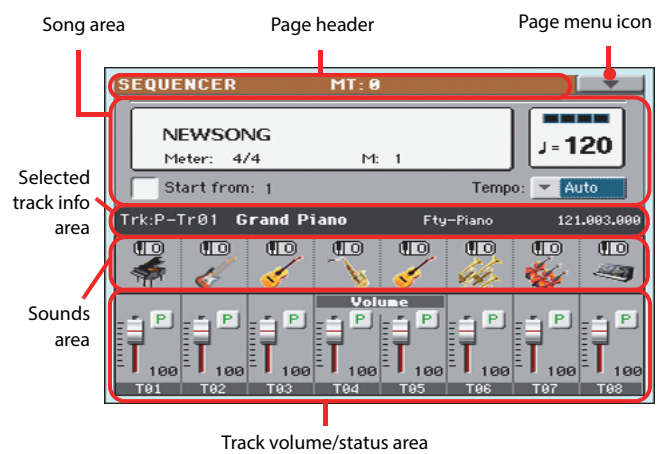 Song area
Page header
Page menu icon
SEQUENCER MT: 0
NEWSONG
Meter: 4/4 M: 1
♩ = 120
Start from: 1 Tempo: Auto
Selected
track info
area
Trk:P-Tr01 Grand Piano Fty-Piano 121.003.000
Sounds
area
Volume
P P P P P P P P
100 100 100 100 100 100 100 100
T01 T02 T03 T04 T05 T06 T07 T08
Track volume/status area